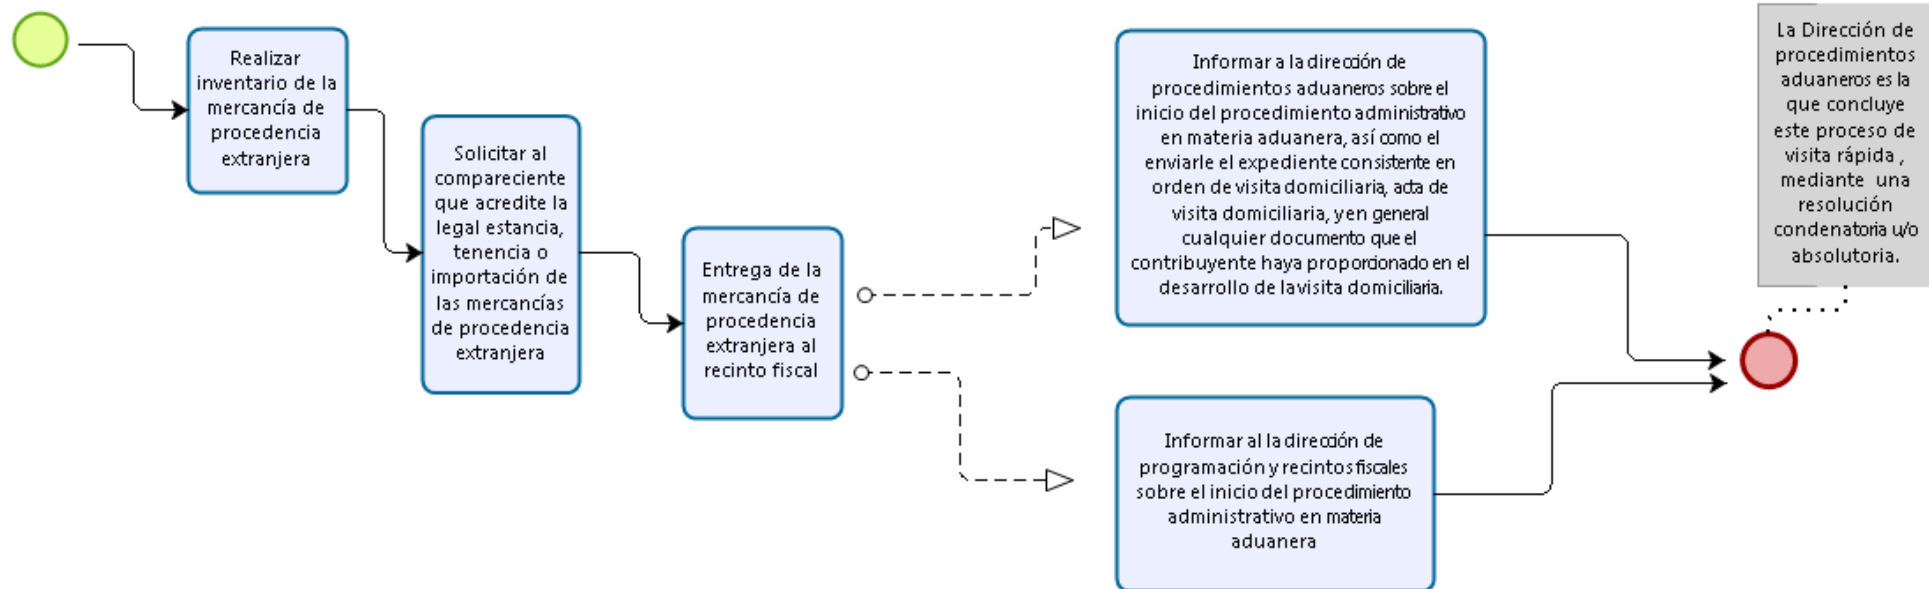 Realizar
inventario de la
mercancía de
procedencia
extranjera
Solicitar al
compareciente
que acredite la
legal estancia,
tenencia o
importación de
las mercancías
de procedencia
extranjera
Entrega de la
mercancía de
procedencia
extranjera al
recinto fiscal
Informar a la dirección de
procedimientos aduaneros sobre el
inicio del procedimiento administrativo
en materia aduanera, así como el
enviarle el expediente consistente en
orden de visita domiciliaria, acta de
visita domiciliaria, y en general
cualquier documento que el
contribuyente haya proporcionado en el
desarrollo de la visita domiciliaria.
Informar al la dirección de
programación y recintos fiscales
sobre el inicio del procedimiento
administrativo en materia
aduanera
La Dirección de
procedimientos
aduaneros es la
que concluye
este proceso de
visita rápida ,
mediante una
resolución
condenatoria u/o
absolutoria.